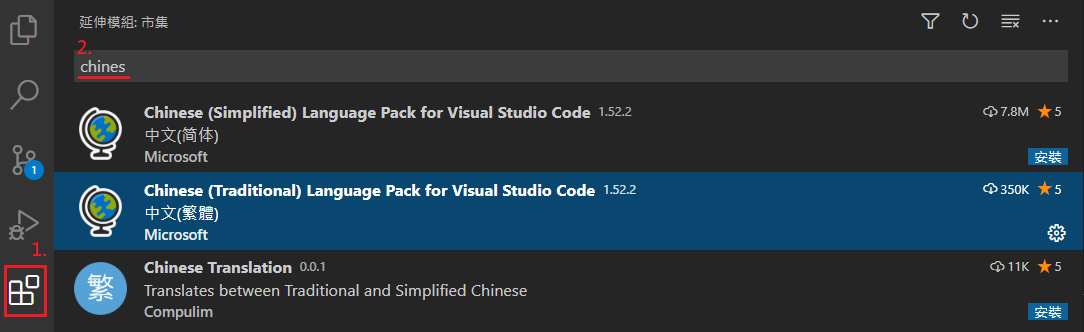 延伸模組: 市集
2.
chines
Chinese (Simplified) Language Pack for Visual Studio Code 1.52.2 7.8M 5
中文(简体)
Microsoft 安裝
1
Chinese (Traditional) Language Pack for Visual Studio Code 1.52.2 350K 5
中文(繁體)
Microsoft
1.
Chinese Translation 0.0.1 11K 5
繁
Translates between Traditional and Simplified Chinese
Compulim 安裝